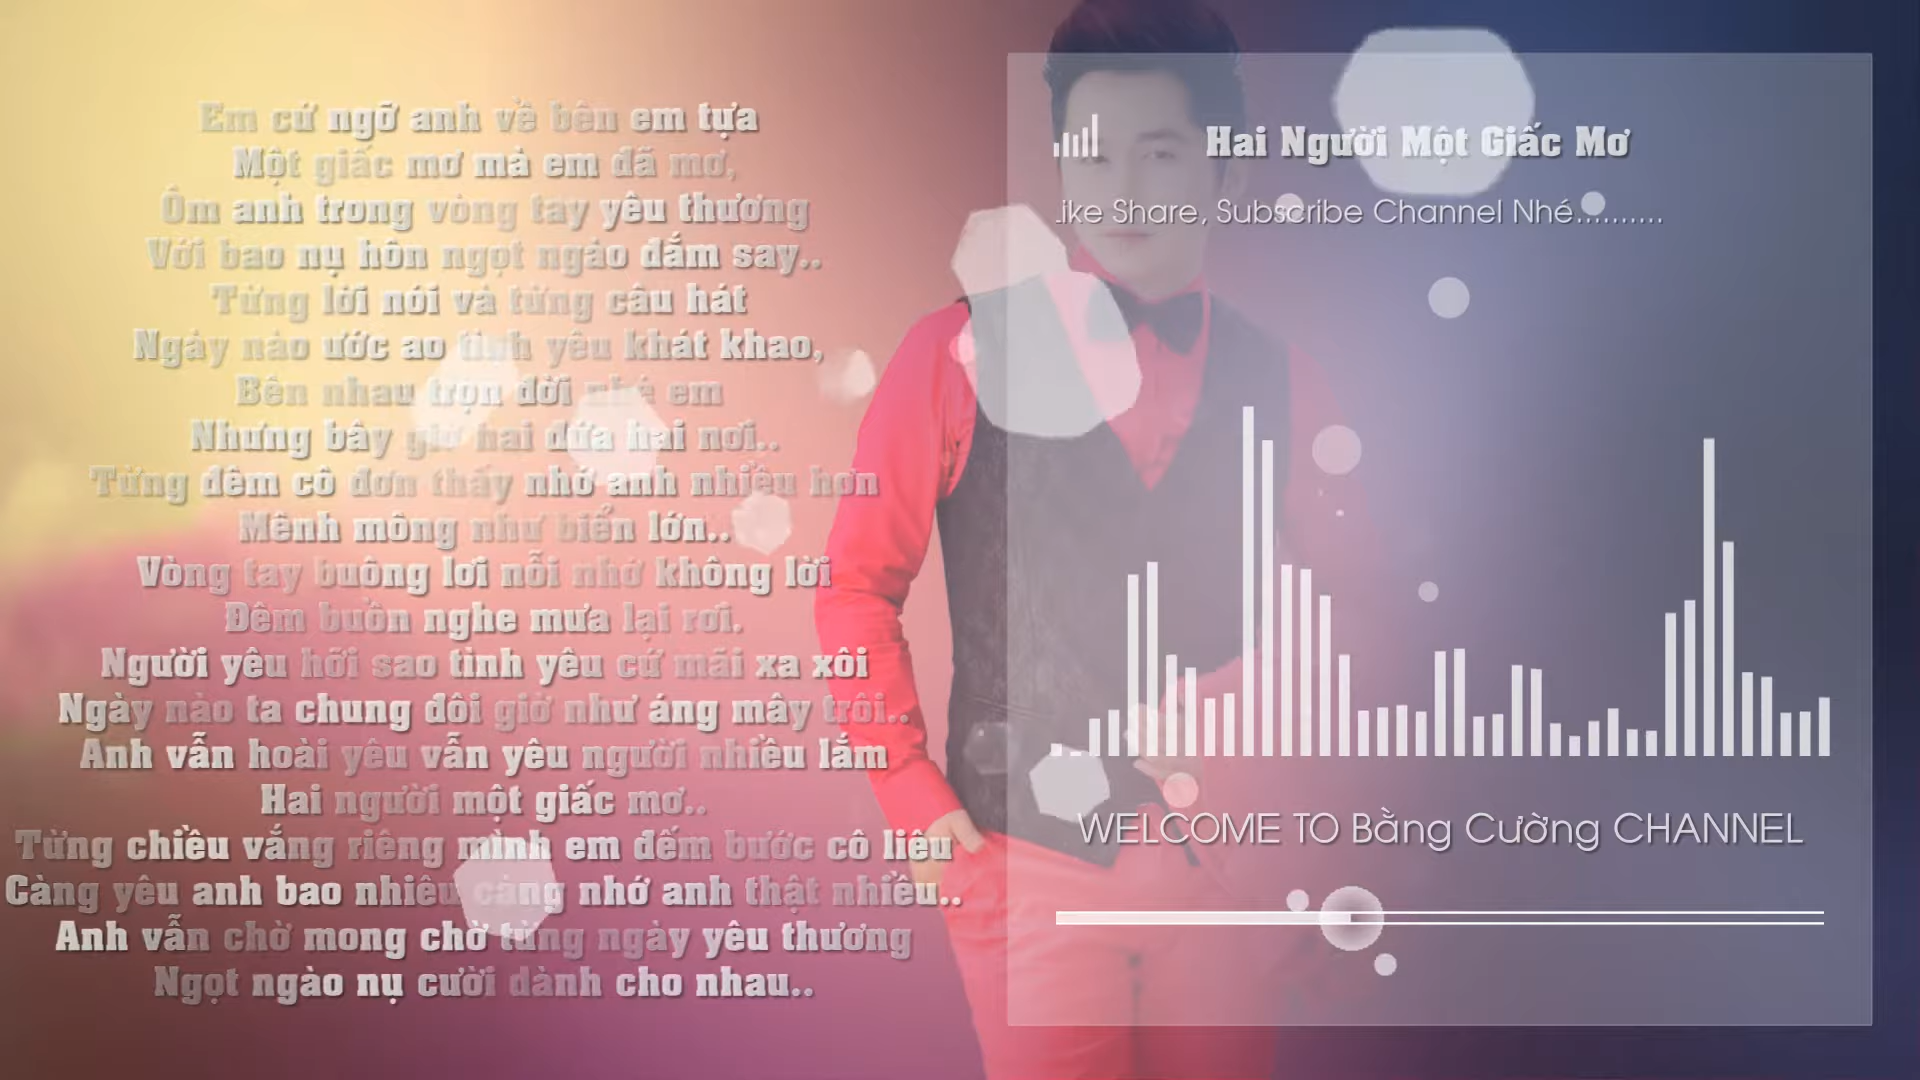 Em cứ ngỡ anh về bên em tựa
Một giấc mơ mà em đã mơ,
Ôm anh trong vòng tay yêu thương
Với bao nụ hôn ngọt ngào đắm say..
Từng lời nói và từng câu hát
Ngày nào ước ao tình yêu khát khao,
Bên nhau trọn đời nhé em
Nhưng bây giờ hai đứa hai nơi..
Từng đêm cô đơn thấy nhớ anh nhiều hơn
Mênh mông như biển lớn..
Vòng tay buông lơi nỗi nhớ không lời
Đêm buồn nghe mưa lại rơi.
Người yêu hỡi sao tình yêu cứ mãi xa xôi
Ngày nào ta chung đôi giờ như áng mây trôi..
Anh vẫn hoài yêu vẫn yêu người nhiều lắm
Hai người một giấc mơ..
Từng chiều vắng riêng mình em đếm bước cô liêu
Càng yêu anh bao nhiêu càng nhớ anh thật nhiều..
Anh vẫn chờ mong chờ từng ngày yêu thương
Ngọt ngào nụ cười dành cho nhau..
Hai Người Một Giấc Mơ
Like Share, Subscribe Channel Nhé..........
WELCOME TO Bằng Cường CHANNEL